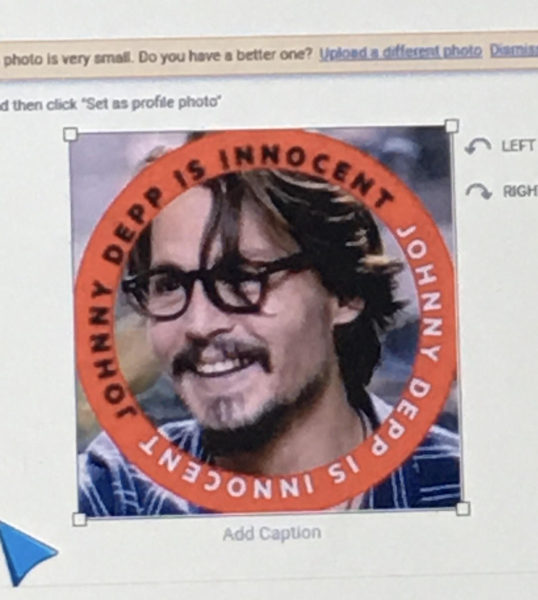 photo is very small. Do you have a better one? Upload a different photo Dismiss
d then click "Set as profile photo"
LEFT
RIGH
JOHNNY DEPP IS INNOCENT
JOHNNY DEPP IS INNOCENT
Add Caption